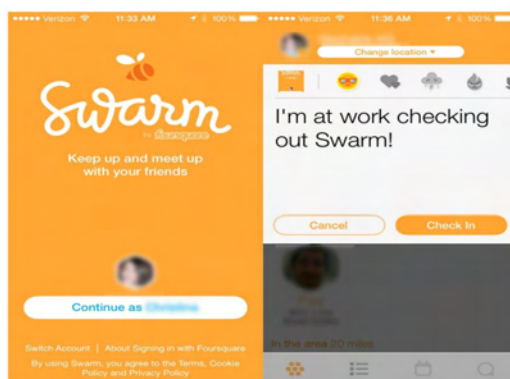 Verizon
11:33 AM
100%
Swarm
by foursquare
Keep up and meet up
with your friends
Continue as
Switch Account | About Signing in with Foursquare
By using Swarm, you agree to the Terms, Cookie
Policy and Privacy Policy
Verizon
11:36 AM
100%
Change location ▾
I'm at work checking
out Swarm!
Cancel
Check In
In the area 20 miles